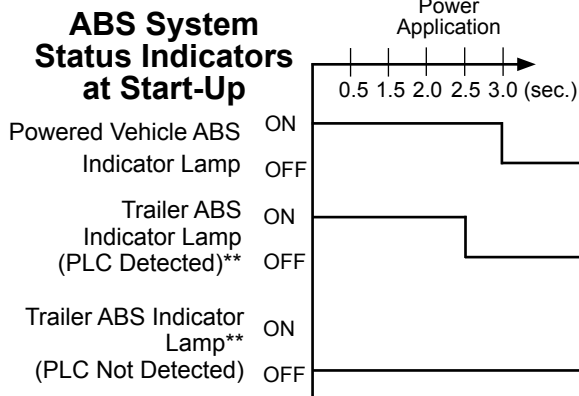 Power
Application
ABS System
Status Indicators
at Start-Up
0.5 1.5 2.0 2.5 3.0 (sec.)
Powered Vehicle ABS
Indicator Lamp
ON
OFF
Trailer ABS
Indicator Lamp
(PLC Detected)**
ON
OFF
Trailer ABS Indicator
Lamp**
(PLC Not Detected)
ON
OFF